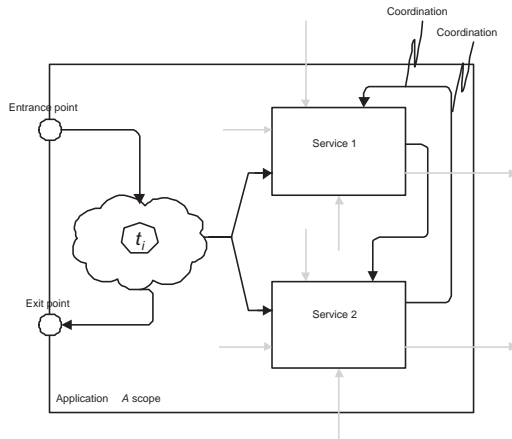 Coordination
Coordination
Entrance point
Service 1
t_i
Exit point
Service 2
Application A scope